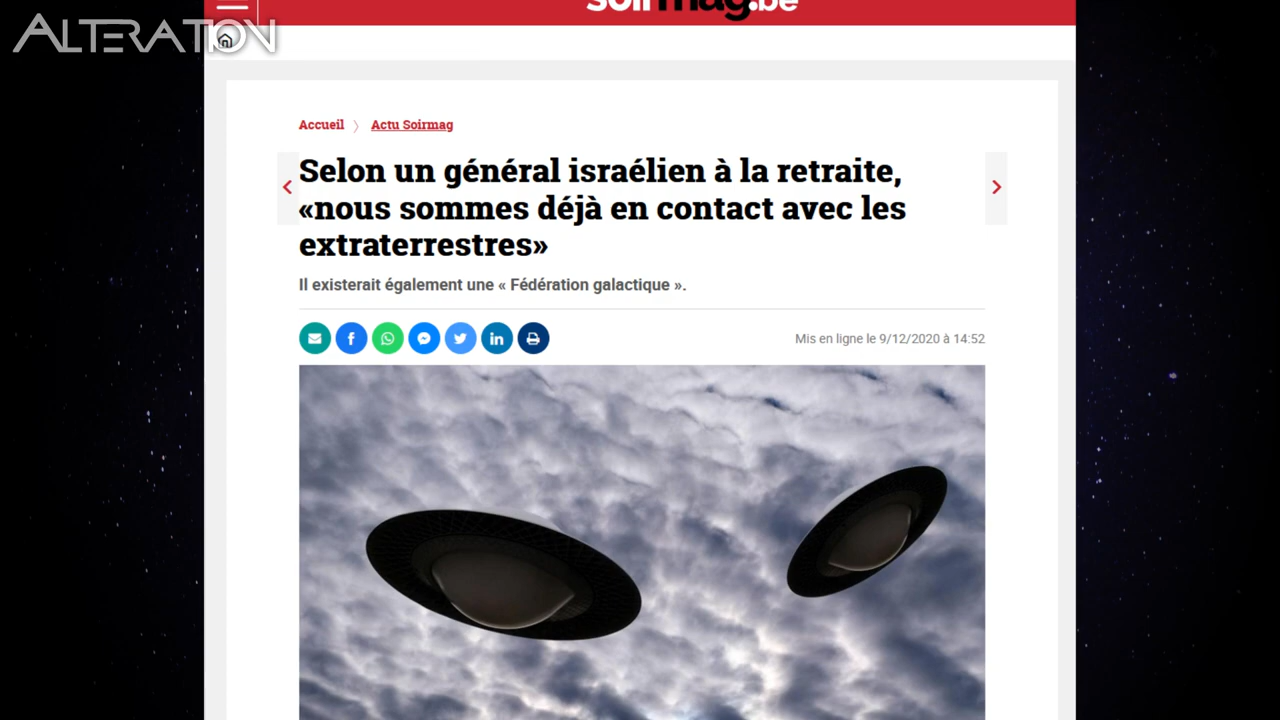 soirmag.be
ALTERATION
Accueil 〉 Actu Soirmag
Selon un général israélien à la retraite,
«nous sommes déjà en contact avec les
extraterrestres»
Il existerait également une « Fédération galactique ».
Mis en ligne le 9/12/2020 à 14:52